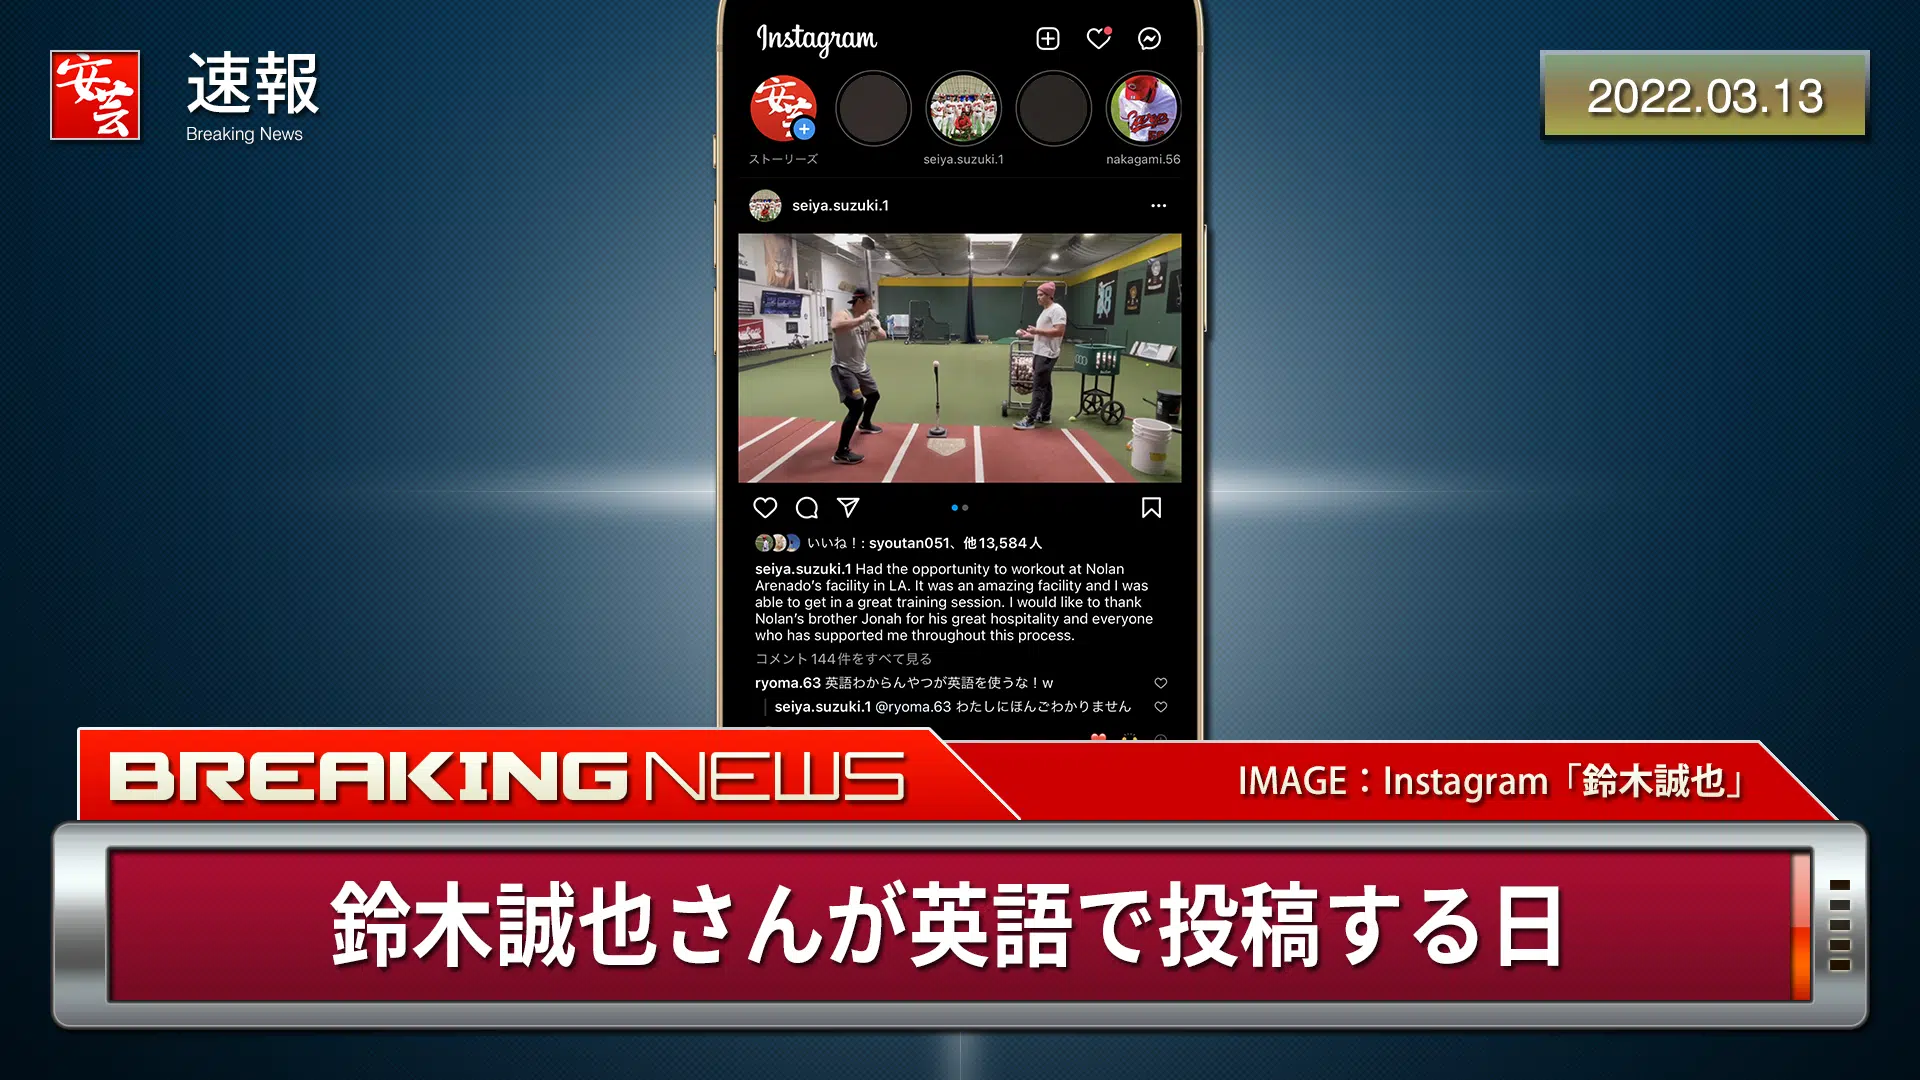 安芸
速報
Breaking News
2022.03.13
Instagram
安芸
ストーリーズ
seiya.suzuki.1
nakagami.56
seiya.suzuki.1
いいね！: syoutan051、他13,584人
seiya.suzuki.1 Had the opportunity to workout at Nolan
Arenado’s facility in LA. It was an amazing facility and I was
able to get in a great training session. I would like to thank
Nolan’s brother Jonah for his great hospitality and everyone
who has supported me throughout this process.
コメント144件をすべて見る
ryoma.63 英語わからんやつが英語を使うな！w
seiya.suzuki.1 @ryoma.63 わたしにほんごわかりません
BREAKING NEWS
IMAGE：Instagram「鈴木誠也」
鈴木誠也さんが英語で投稿する日